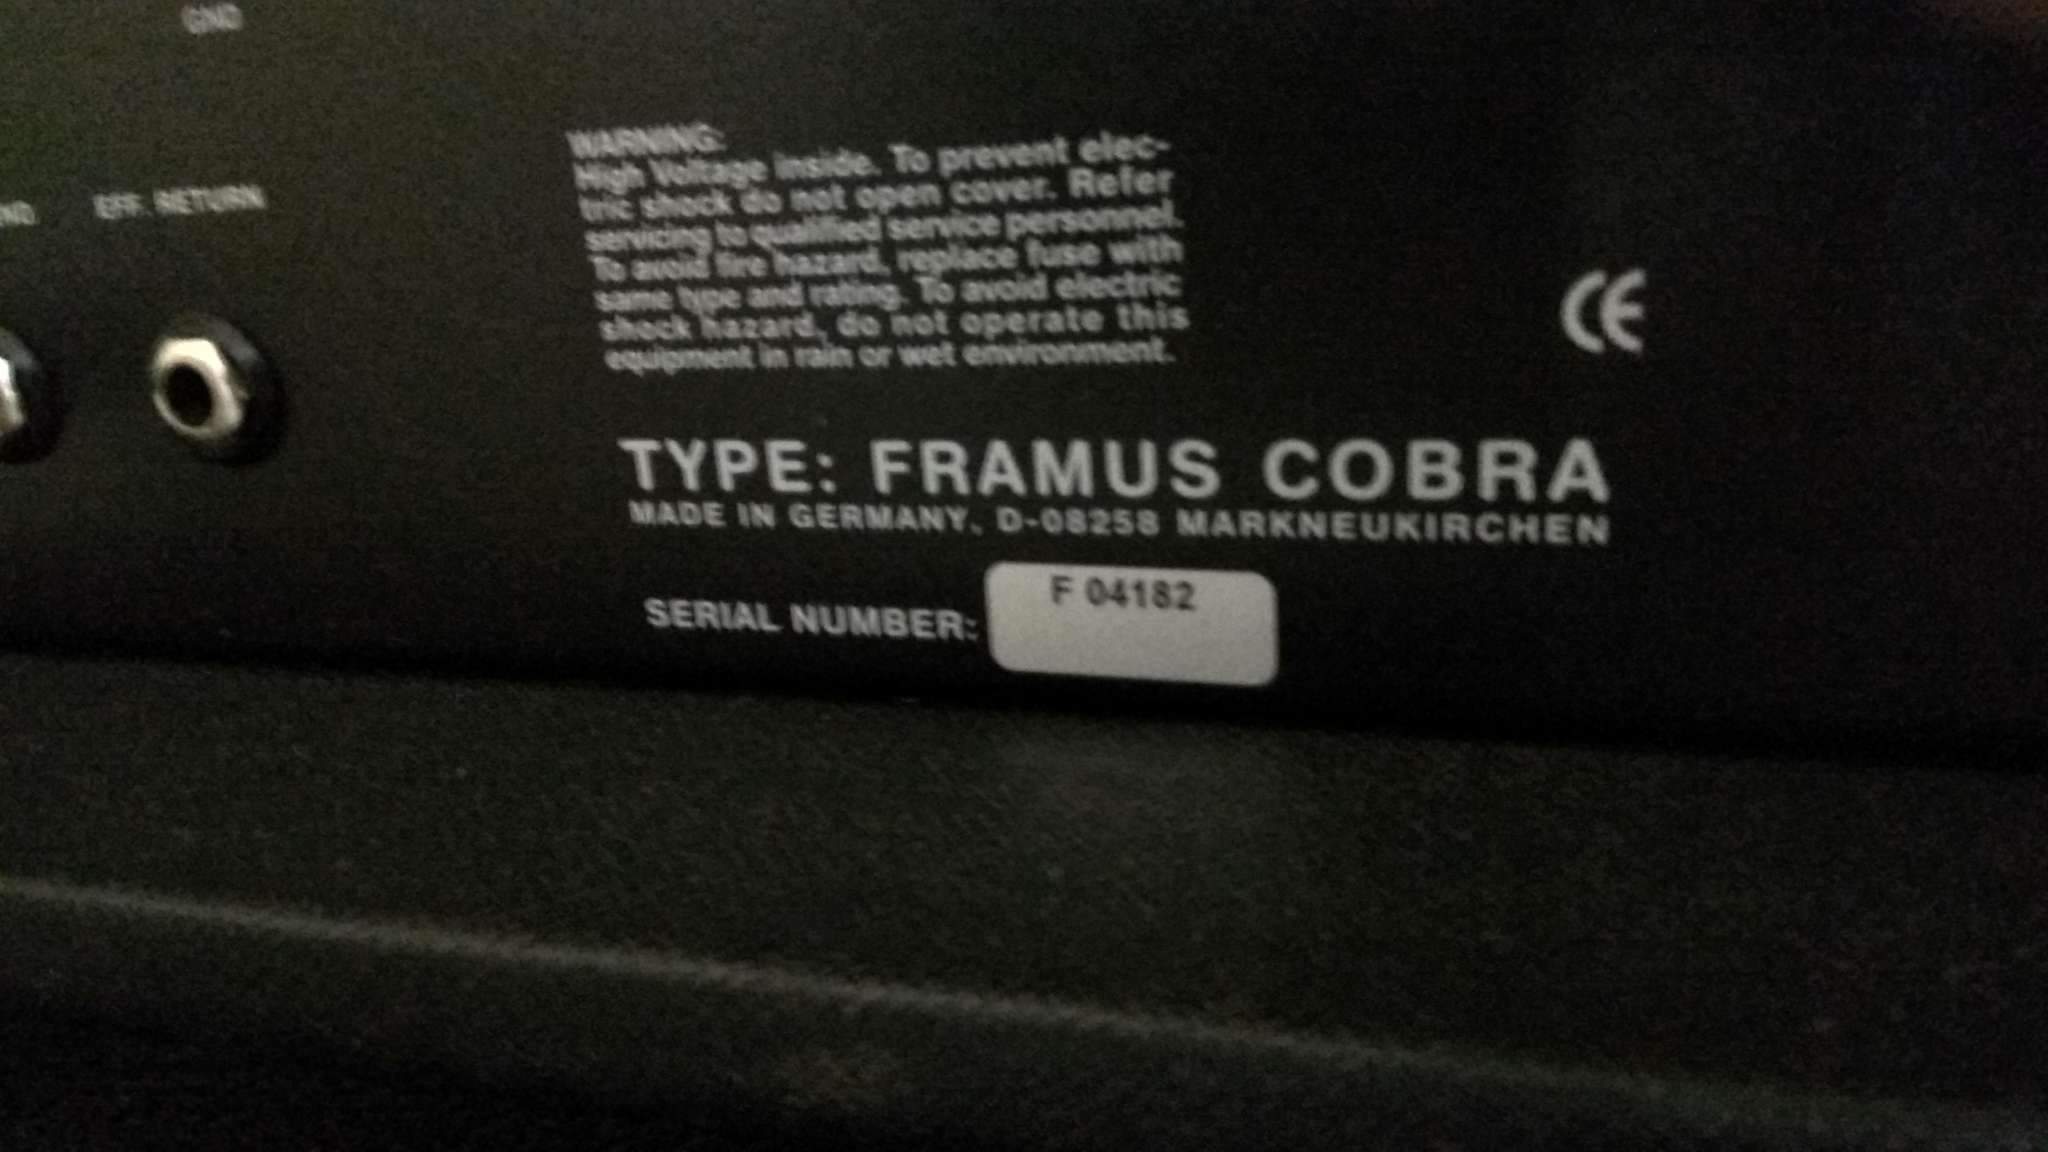 GND
EFF. RETURN
WARNING:
High Voltage inside. To prevent elec-
tric shock do not open cover. Refer
servicing to qualified service personnel.
To avoid fire hazard, replace fuse with
same type and rating. To avoid electric
shock hazard, do not operate this
equipment in rain or wet environment.
CE
TYPE: FRAMUS COBRA
MADE IN GERMANY, D-08258 MARKNEUKIRCHEN
SERIAL NUMBER: F 04182